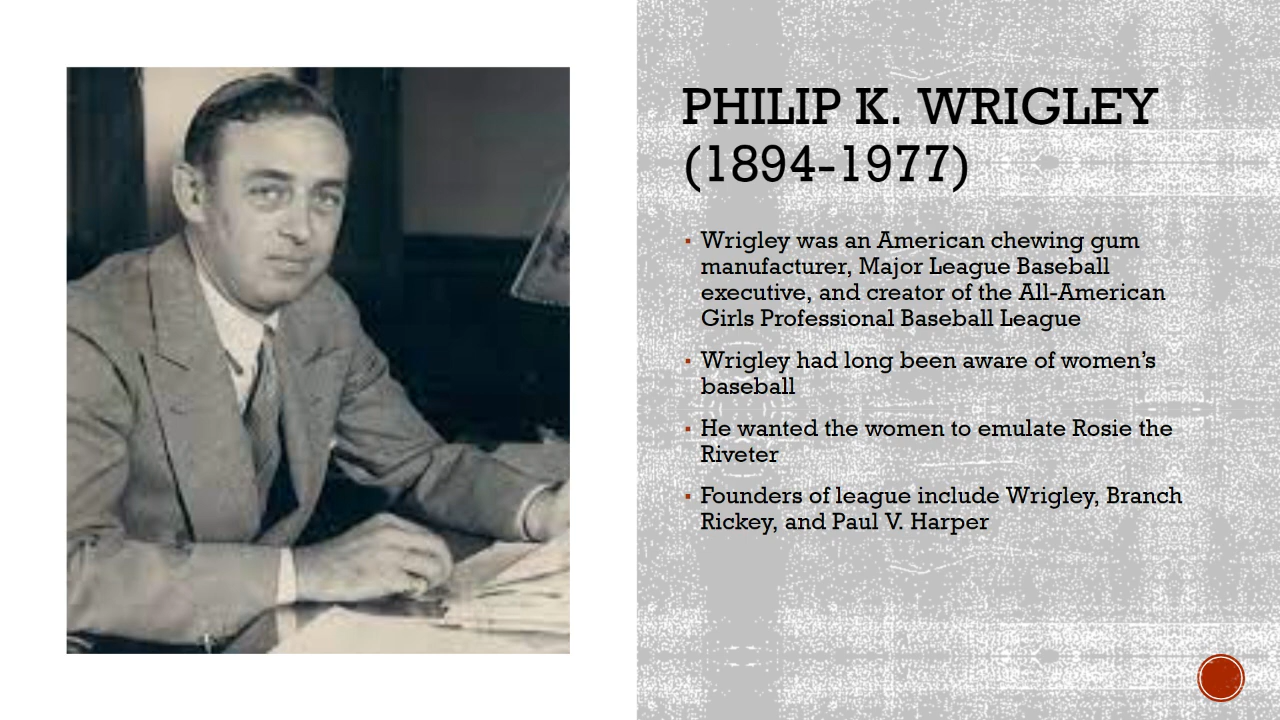 PHILIP K. WRIGLEY
(1894-1977)
▪ Wrigley was an American chewing gum
manufacturer, Major League Baseball
executive, and creator of the All-American
Girls Professional Baseball League
▪ Wrigley had long been aware of women’s
baseball
▪ He wanted the women to emulate Rosie the
Riveter
▪ Founders of league include Wrigley, Branch
Rickey, and Paul V. Harper